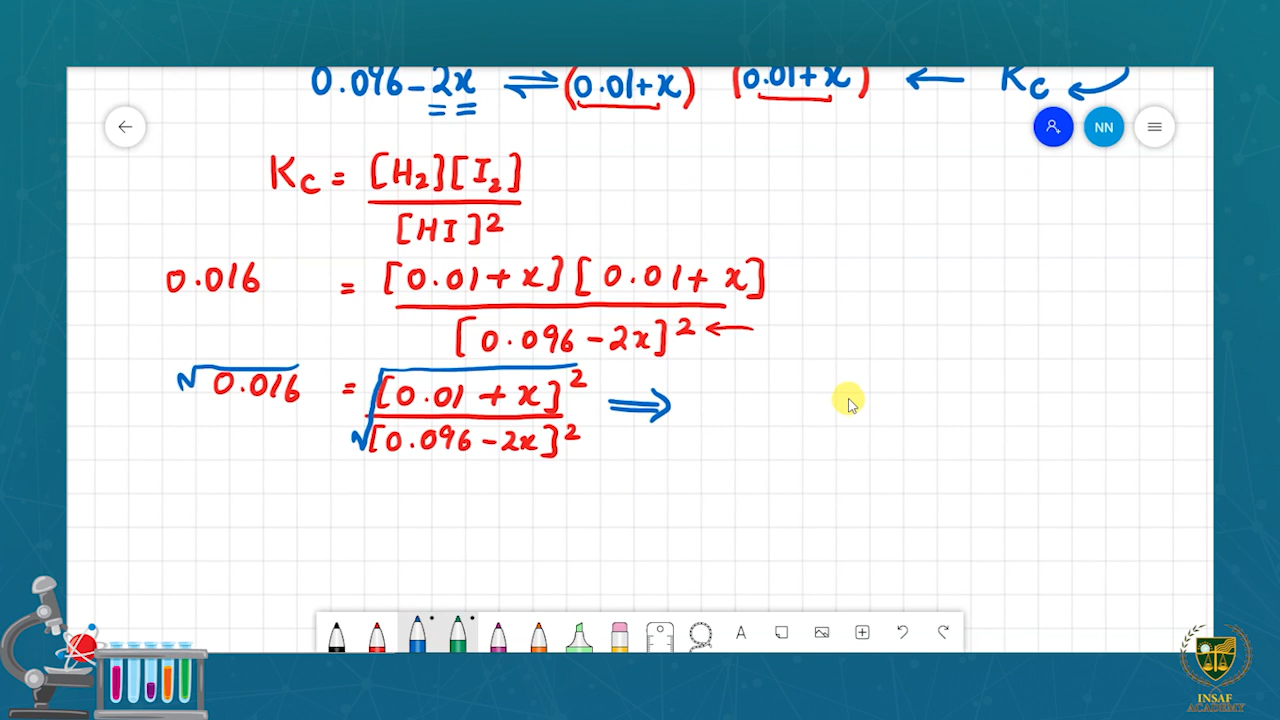 0.096 - 2x ⇌ (0.01+x) (0.01+x) ← Kc
NN
Kc = [H₂][I₂]
[HI]²
0.016 = [0.01 + x][0.01 + x]
[0.096 - 2x]² ←
√0.016 = √[0.01 + x]²
√[0.096 - 2x]² ⇒
A
INSAF
ACADEMY